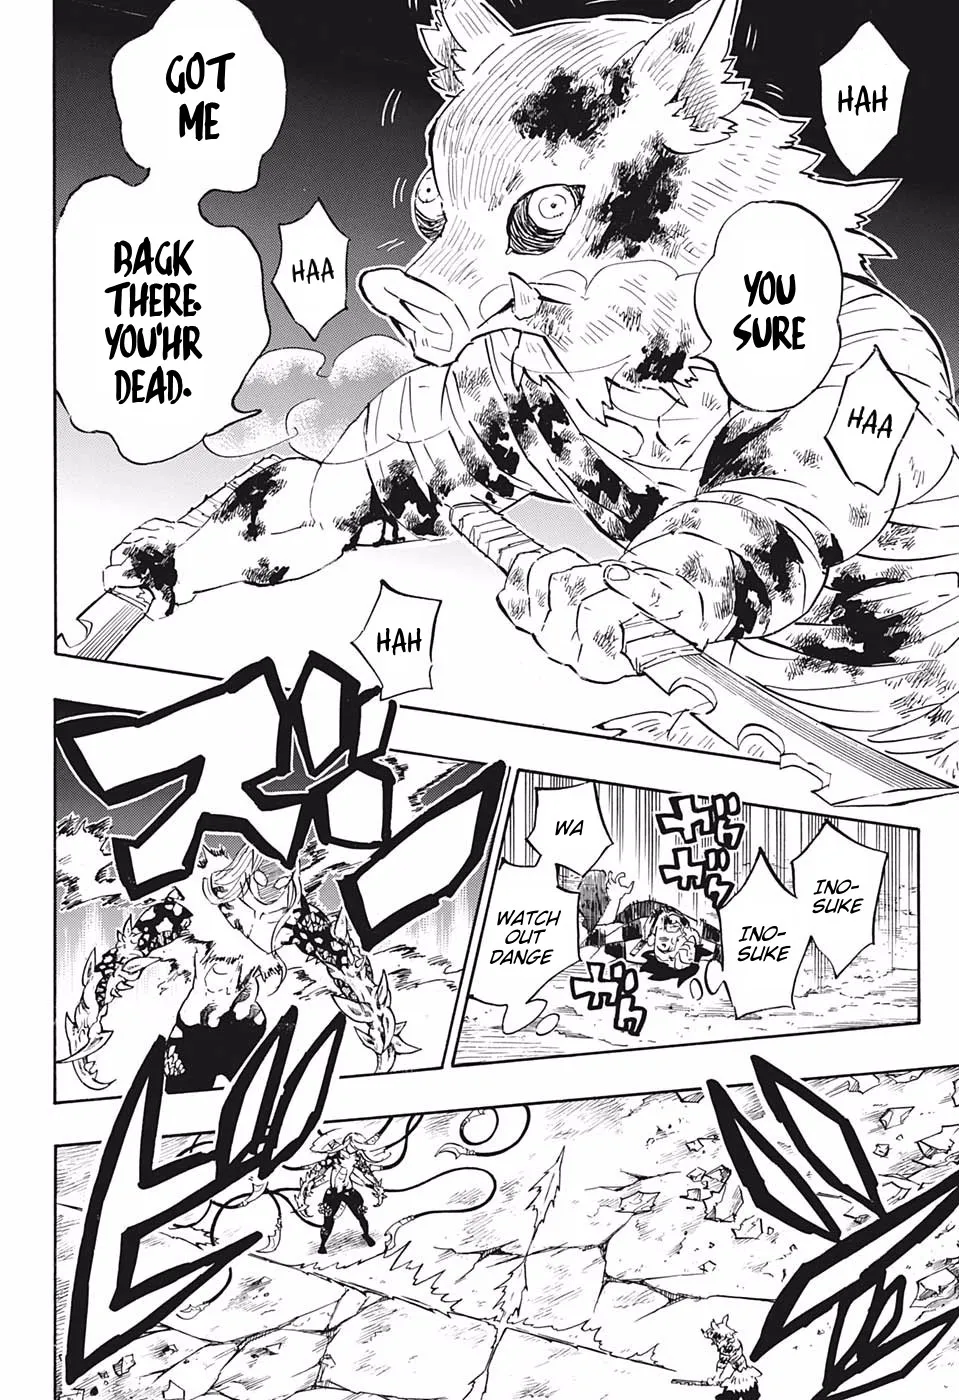 HAH
YOU
SURE
HAA
GOT
ME
HAA
BAGK
THERE.
YOU'HR
DEAD.
HAH
INO-
SUKE
INO-
SUKE
WA
WATCH
OUT
DANGE